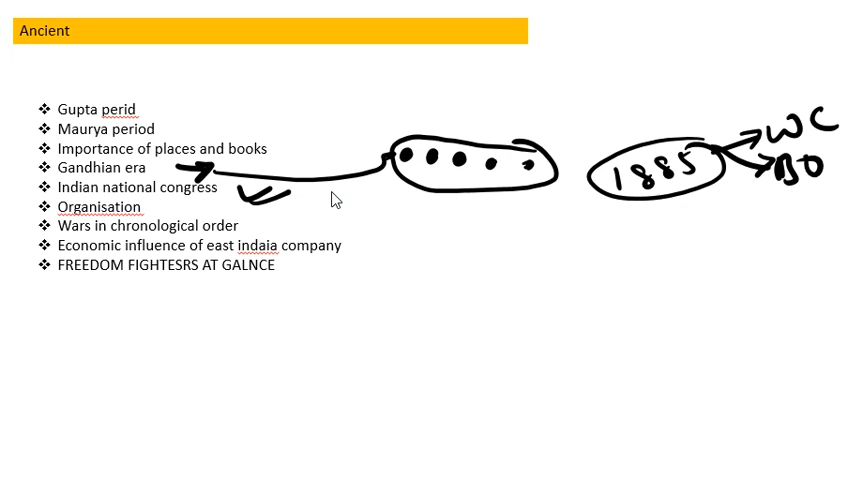 Ancient
Gupta perid
Maurya period
Importance of places and books
Gandhian era
Indian national congress
Organisation
Wars in chronological order
Economic influence of east indaia company
FREEDOM FIGHTESRS AT GALNCE
1885
WC
BO